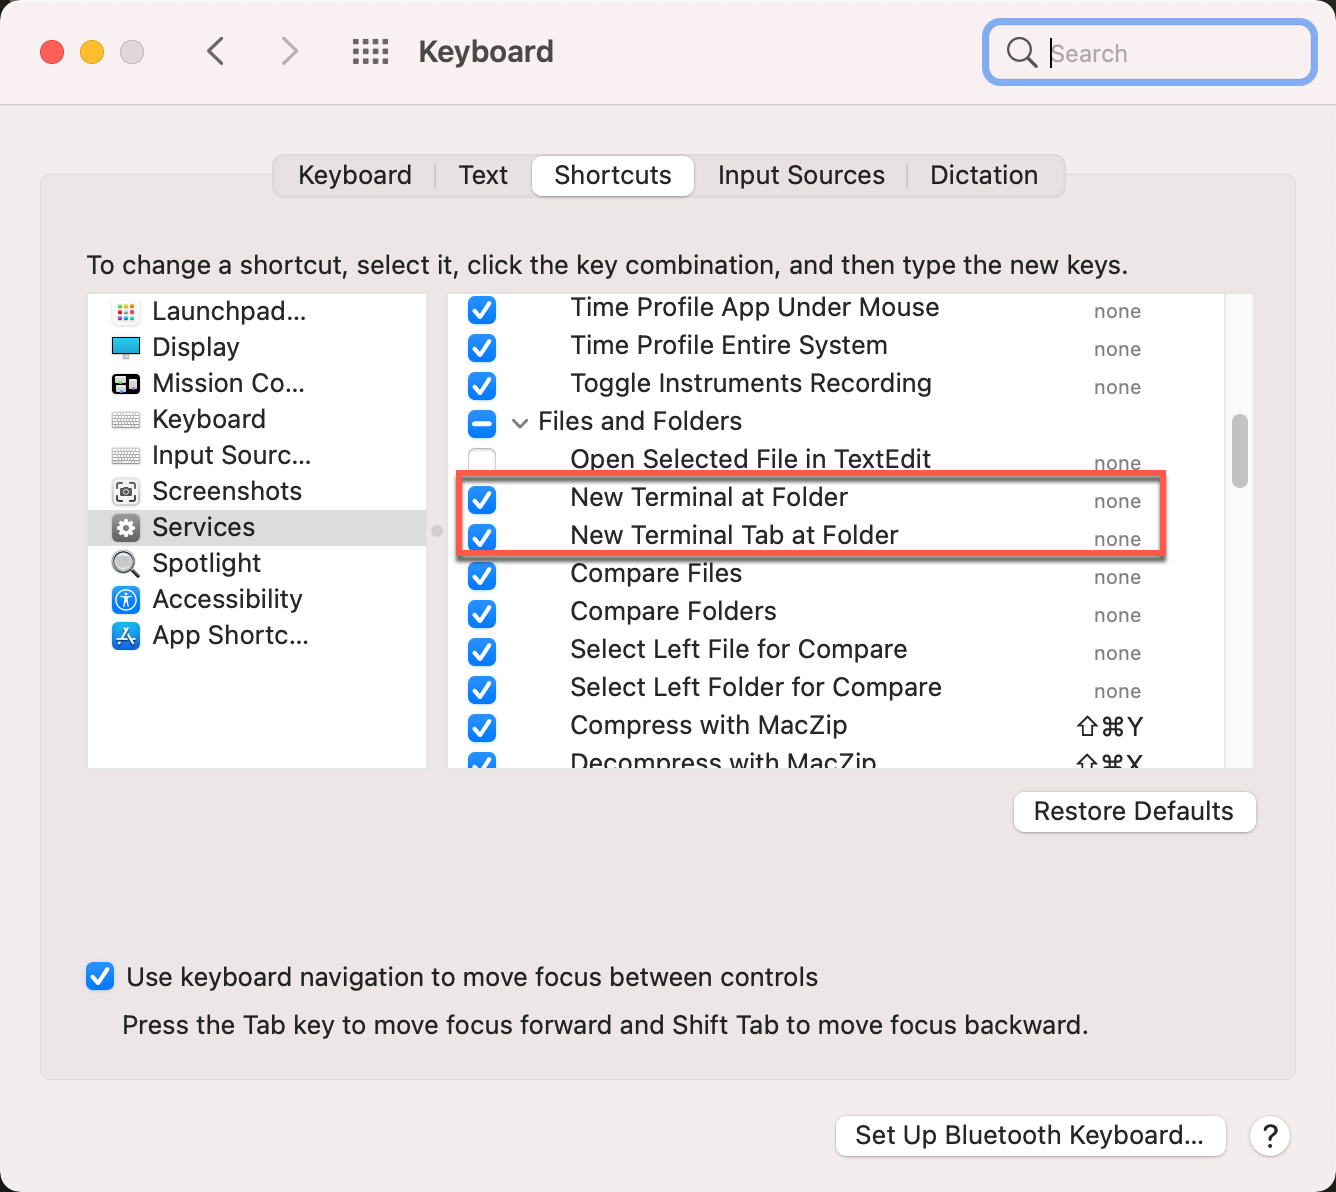 Keyboard
Search
Keyboard
Text
Shortcuts
Input Sources
Dictation
To change a shortcut, select it, click the key combination, and then type the new keys.
Launchpad...
Display
Mission Co...
Keyboard
Input Sourc...
Screenshots
Services
Spotlight
Accessibility
App Shortc...
Time Profile App Under Mouse none
Time Profile Entire System none
Toggle Instruments Recording none
Files and Folders
Open Selected File in TextEdit none
New Terminal at Folder none
New Terminal Tab at Folder none
Compare Files none
Compare Folders none
Select Left File for Compare none
Select Left Folder for Compare none
Compress with MacZip ⇧⌘Y
Decompress with MacZip ⇧⌘X
Restore Defaults
Use keyboard navigation to move focus between controls
Press the Tab key to move focus forward and Shift Tab to move focus backward.
Set Up Bluetooth Keyboard...
?